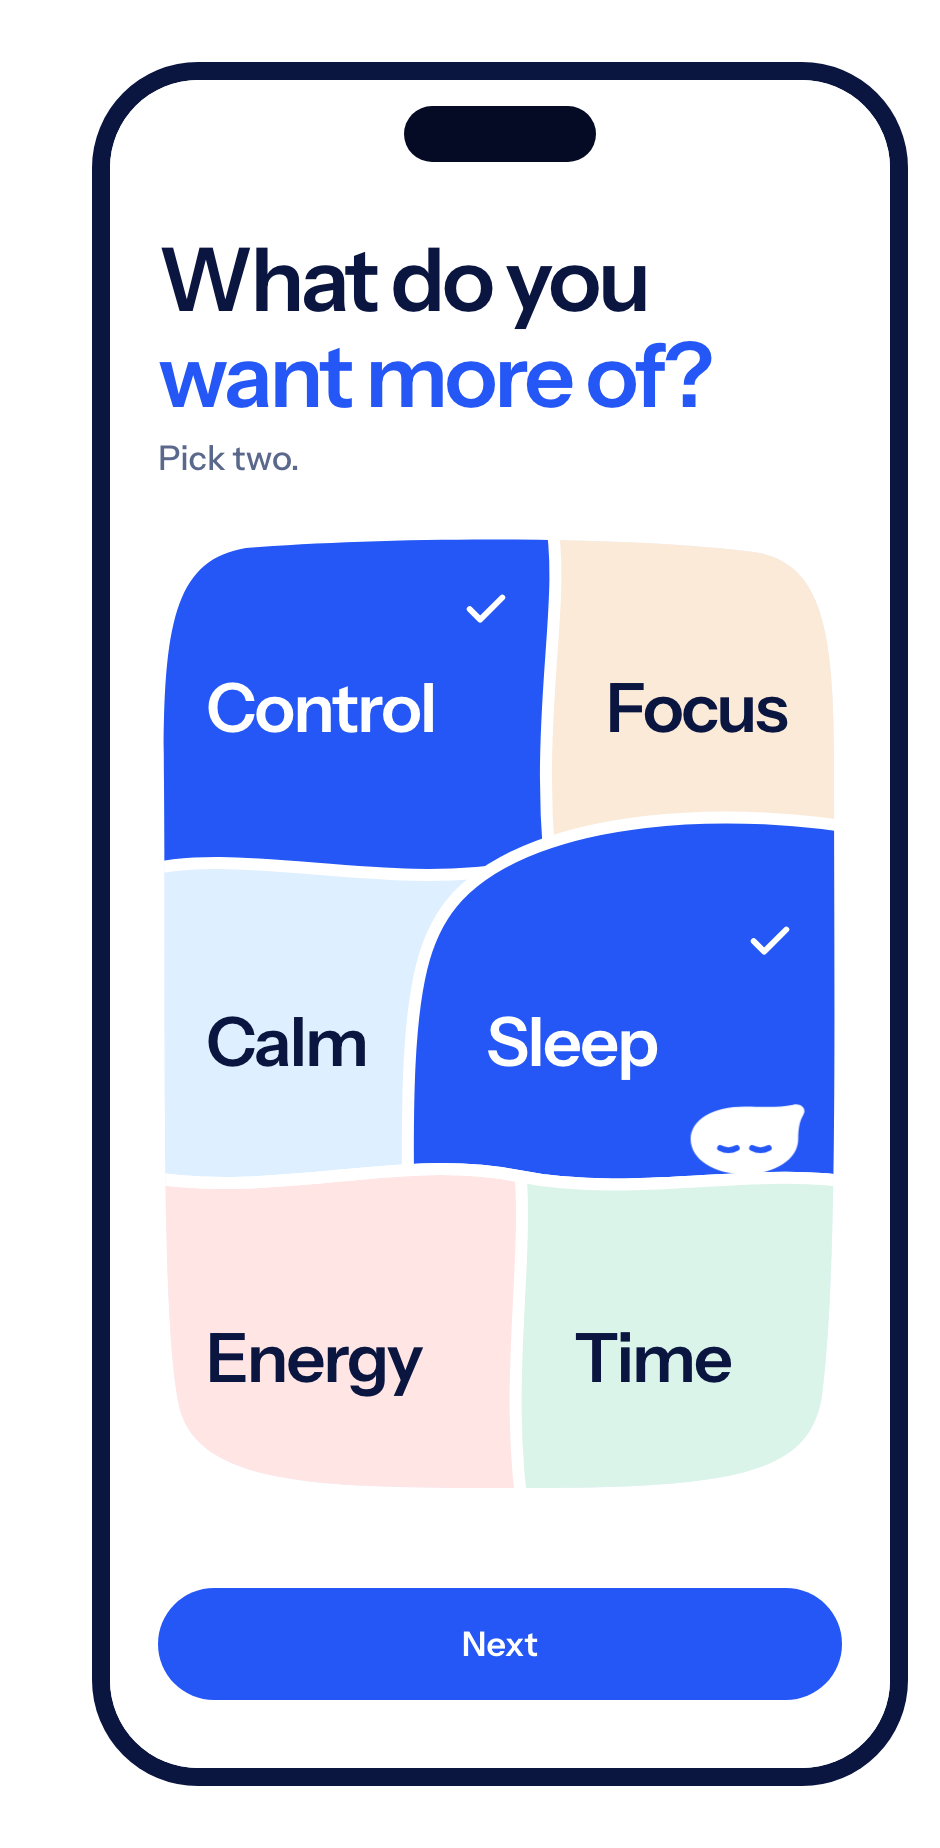 What do you
want more of?
Pick two.
Control
Focus
Calm
Sleep
Energy
Time
Next